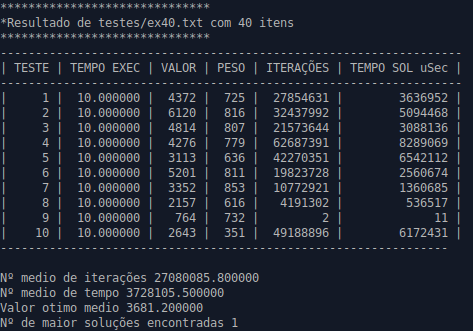 ******************************
*Resultado de testes/ex40.txt com 40 itens
******************************
------------------------------------------------------------------
| TESTE | TEMPO EXEC | VALOR | PESO | ITERAÇÕES | TEMPO SOL uSec |
------------------------------------------------------------------
| 1 | 10.000000 | 4372 | 725 | 27854631 | 3636952 |
| 2 | 10.000000 | 6120 | 816 | 32437992 | 5094468 |
| 3 | 10.000000 | 4814 | 807 | 21573644 | 3088136 |
| 4 | 10.000000 | 4276 | 779 | 62687391 | 8289069 |
| 5 | 10.000000 | 3113 | 636 | 42270351 | 6542112 |
| 6 | 10.000000 | 5201 | 811 | 19823728 | 2560674 |
| 7 | 10.000000 | 3352 | 853 | 10772921 | 1360685 |
| 8 | 10.000000 | 2157 | 616 | 4191302 | 536517 |
| 9 | 10.000000 | 764 | 732 | 2 | 11 |
| 10 | 10.000000 | 2643 | 351 | 49188896 | 6172431 |
----------------------------------------------------------------
Nº medio de iterações 27080085.800000
Nº medio de tempo 3728105.500000
Valor otimo medio 3681.200000
Nº de maior soluções encontradas 1